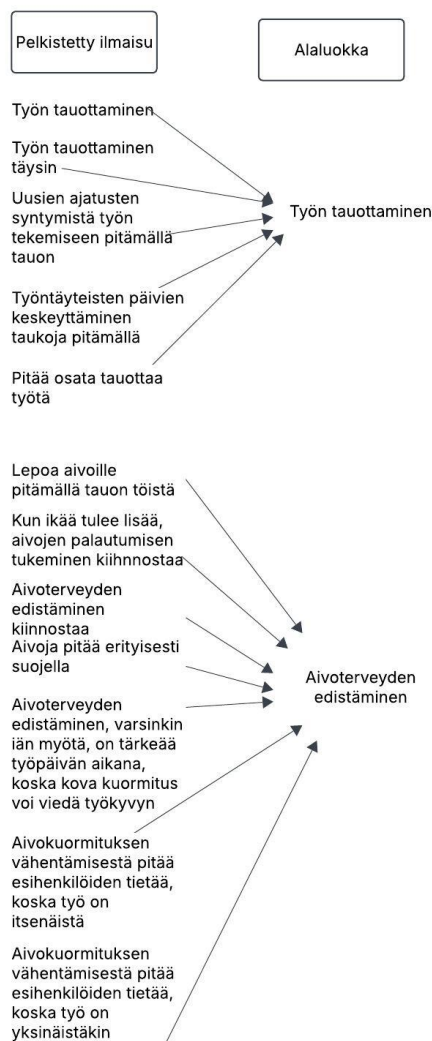 Pelkistetty ilmaisu
Alaluokka
Työn tauottaminen
Työn tauottaminen
täysin
Uusien ajatusten
syntymistä työn
tekemiseen pitämällä
tauon
Työntäyteisten päivien
keskeyttäminen
taukoja pitämällä
Pitää osata tauottaa
työtä
Työn tauottaminen
Lepoa aivoille
pitämällä tauon töistä
Kun ikää tulee lisää,
aivojen palautumisen
tukeminen kiihnnostaa
Aivoterveyden
edistäminen
kiinnostaa
Aivoja pitää erityisesti
suojella
Aivoterveyden
edistäminen, varsinkin
iän myötä, on tärkeää
työpäivän aikana,
koska kova kuormitus
voi viedä työkyvyn
Aivokuormituksen
vähentämisestä pitää
esihenkilöiden tietää,
koska työ on
itsenäistä
Aivokuormituksen
vähentämisestä pitää
esihenkilöiden tietää,
koska työ on
yksinäistäkin
Aivoterveyden
edistäminen